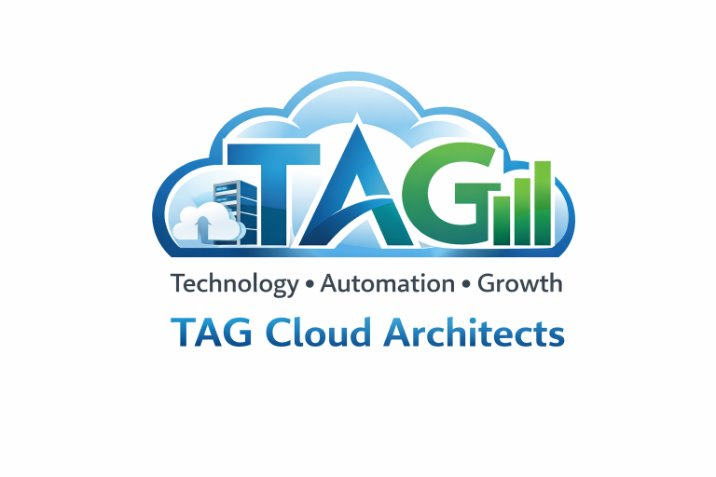 TAG
Technology • Automation • Growth
TAG Cloud Architects